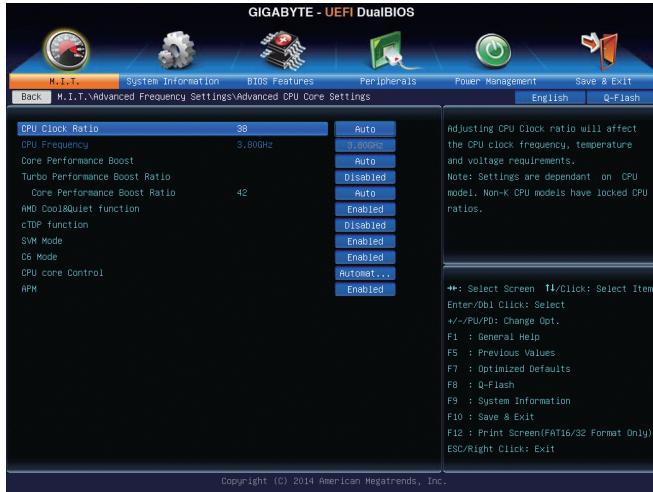 GIGABYTE - UEFI DualBIOS
M.I.T. System Information BIOS Features Peripherals Power Management Save & Exit
Back M.I.T.\Advanced Frequency Settings\Advanced CPU Core Settings English Q-Flash
CPU Clock Ratio 38 Auto
CPU Frequency 3.80GHz 3.80GHz
Core Performance Boost Auto
Turbo Performance Boost Ratio Disabled
Core Performance Boost Ratio 42 Auto
AMD Cool&Quiet function Enabled
cTDP function Disabled
SVM Mode Enabled
C6 Mode Enabled
CPU core Control Automat...
APM Enabled
Adjusting CPU Clock ratio will affect
the CPU clock frequency, temperature
and voltage requirements.
Note: Settings are dependant on CPU
model. Non-K CPU models have locked CPU
ratios.
→←: Select Screen ↑↓/Click: Select Item
Enter/Dbl Click: Select
+/-/PU/PD: Change Opt.
F1 : General Help
F5 : Previous Values
F7 : Optimized Defaults
F8 : Q-Flash
F9 : System Information
F10 : Save & Exit
F12 : Print Screen(FAT16/32 Format Only)
ESC/Right Click: Exit
Copyright (C) 2014 American Megatrends, Inc.